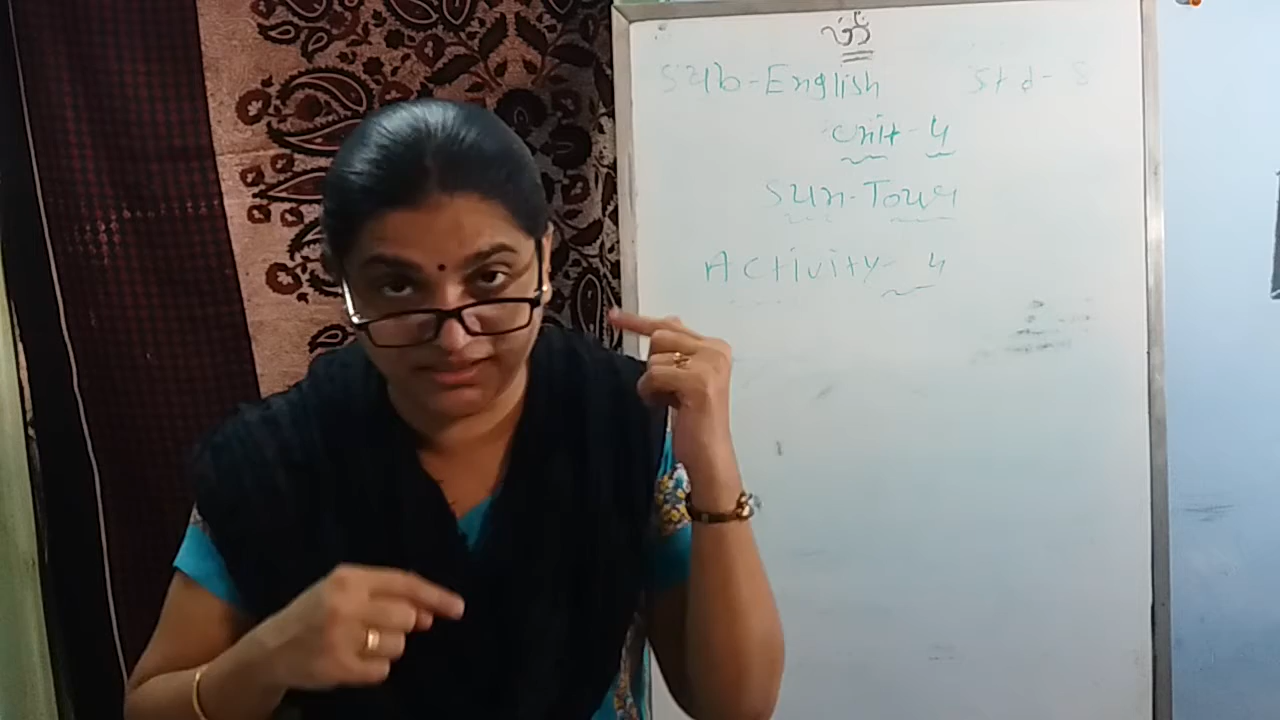 ૐ
Sub-English Std-8
Unit-4
Sun-Tour
Activity-4